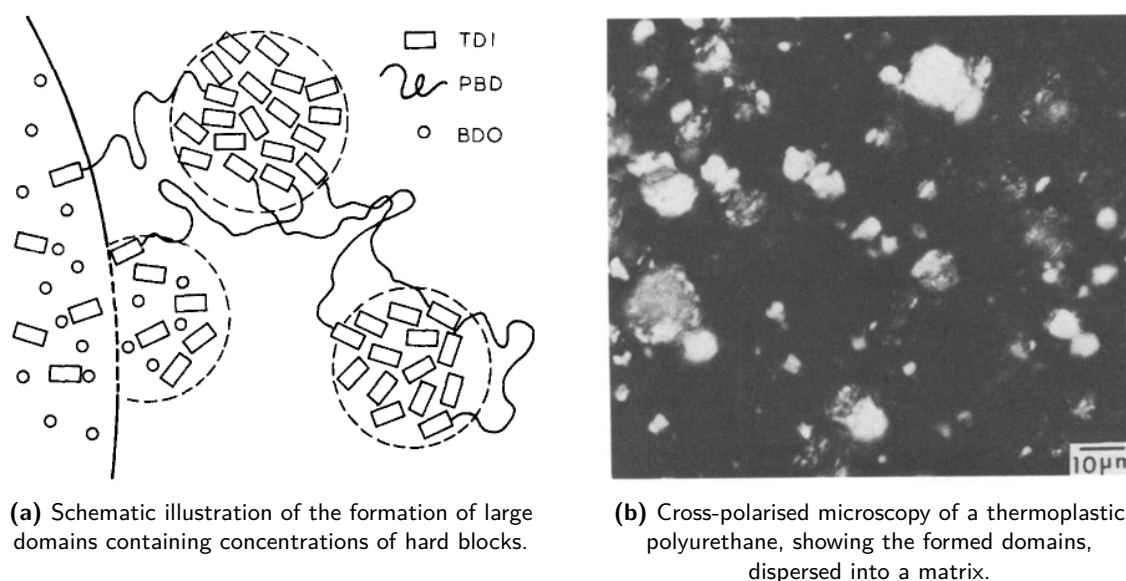 TDI
PBD
BDO
10μm
(a) Schematic illustration of the formation of large
domains containing concentrations of hard blocks.
(b) Cross-polarised microscopy of a thermoplastic
polyurethane, showing the formed domains,
dispersed into a matrix.